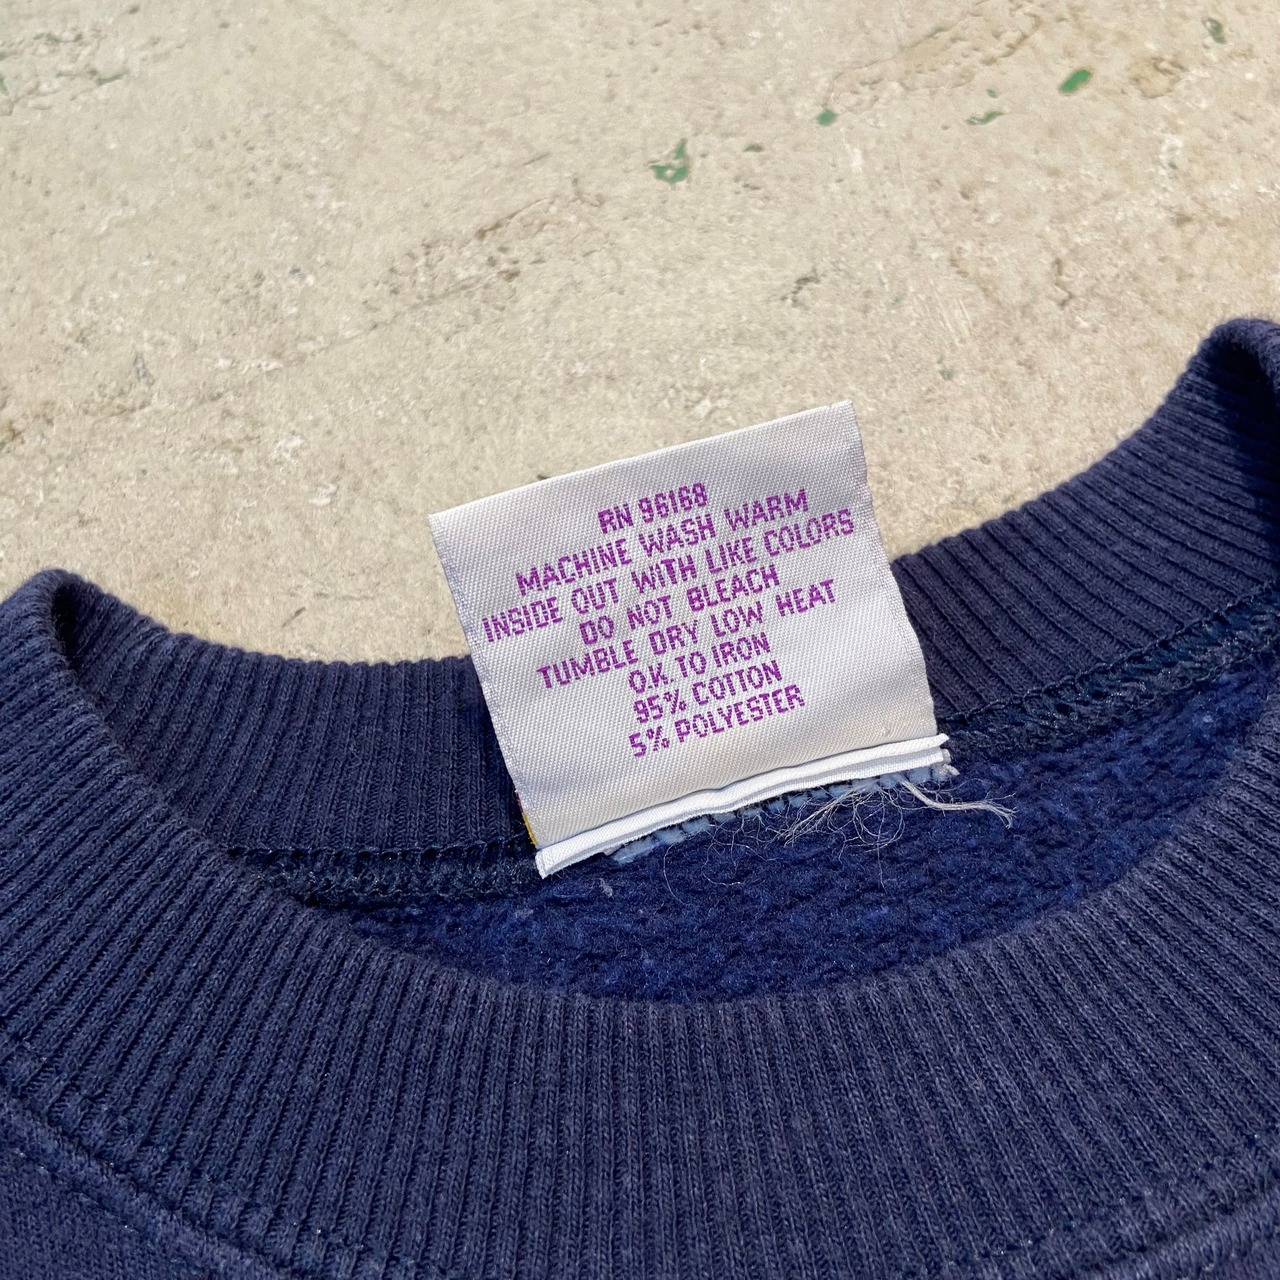 RN 96168
MACHINE WASH WARM
INSIDE OUT WITH LIKE COLORS
DO NOT BLEACH
TUMBLE DRY LOW HEAT
O.K. TO IRON
95% COTTON
5% POLYESTER